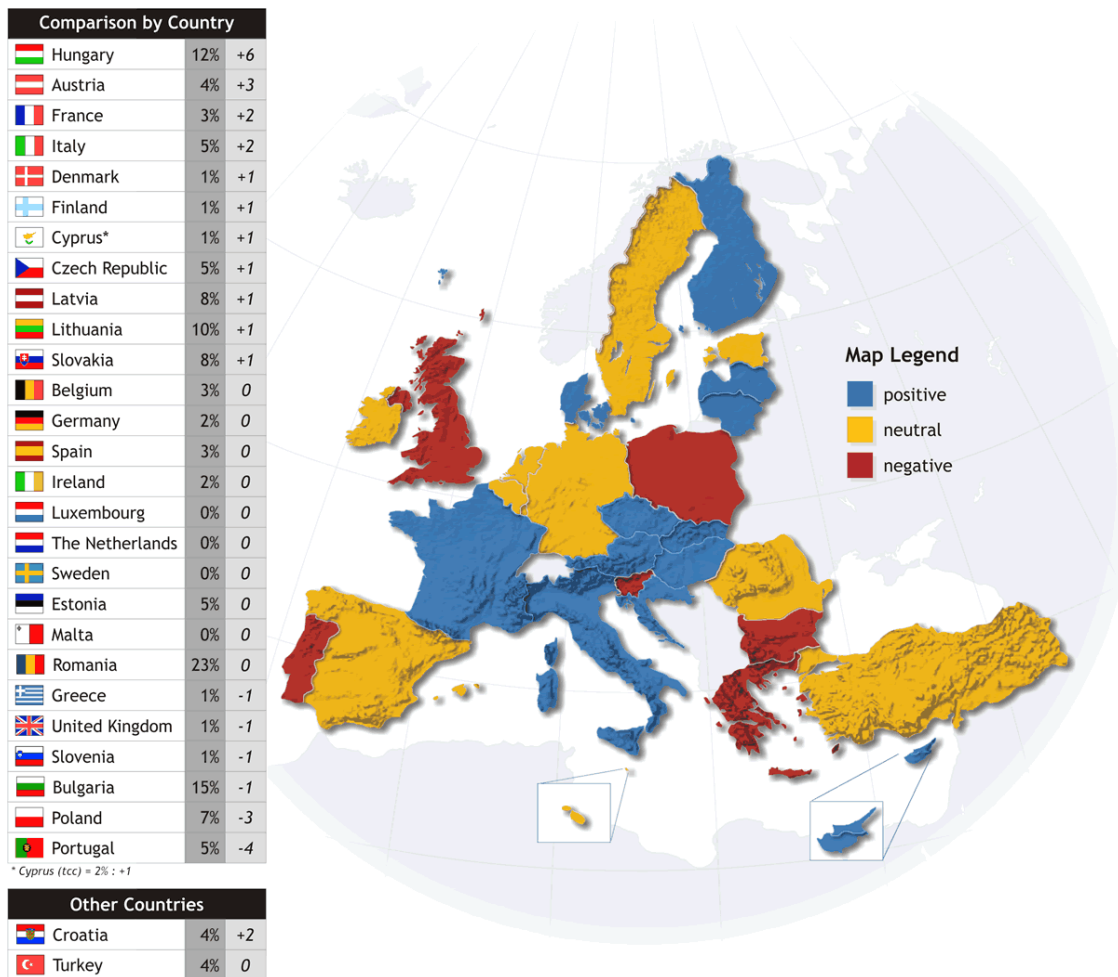 Comparison by Country
Hungary 12% +6
Austria 4% +3
France 3% +2
Italy 5% +2
Denmark 1% +1
Finland 1% +1
Cyprus* 1% +1
Czech Republic 5% +1
Latvia 8% +1
Lithuania 10% +1
Slovakia 8% +1
Belgium 3% 0
Germany 2% 0
Spain 3% 0
Ireland 2% 0
Luxembourg 0% 0
The Netherlands 0% 0
Sweden 0% 0
Estonia 5% 0
Malta 0% 0
Romania 23% 0
Greece 1% -1
United Kingdom 1% -1
Slovenia 1% -1
Bulgaria 15% -1
Poland 7% -3
Portugal 5% -4
* Cyprus (tcc) = 2% : +1
Other Countries
Croatia 4% +2
Turkey 4% 0
Map Legend
positive
neutral
negative